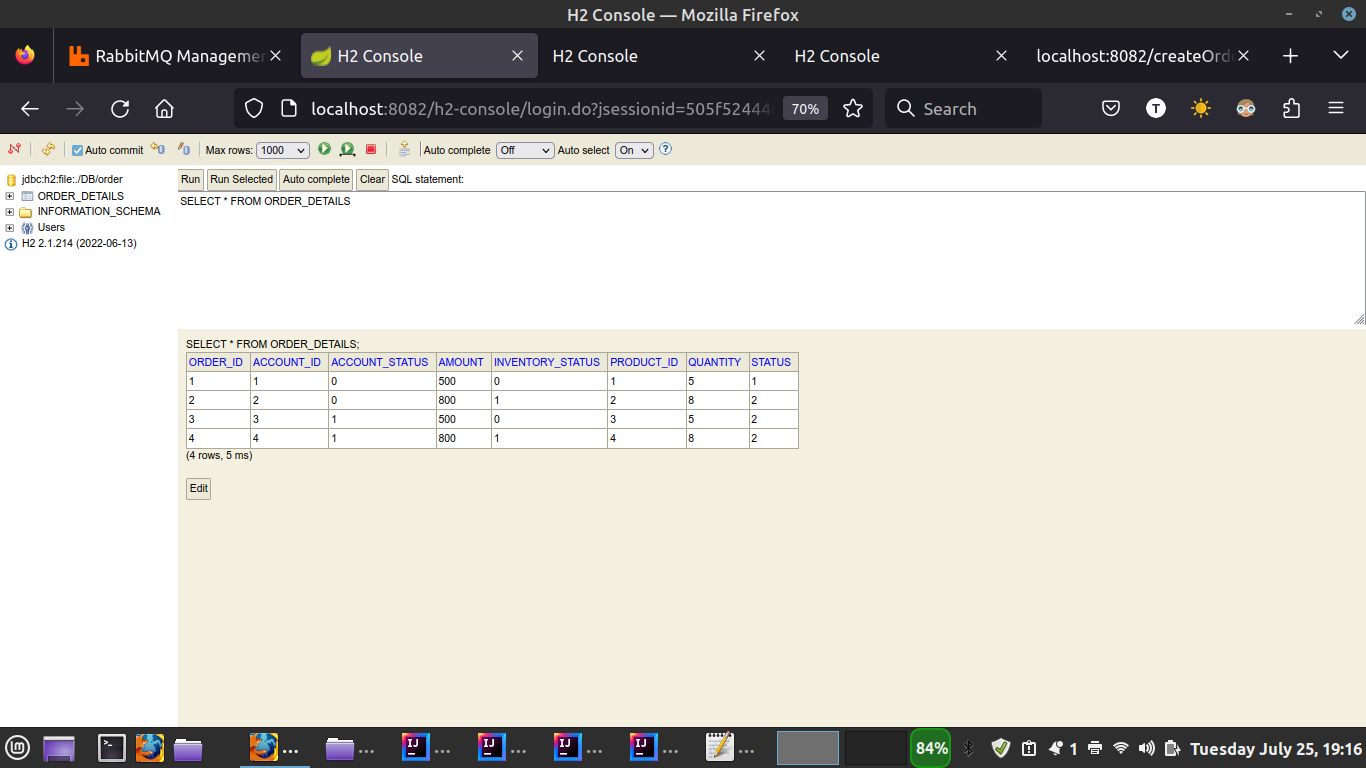 H2 Console — Mozilla Firefox
RabbitMQ Managemen
H2 Console
H2 Console
H2 Console
localhost:8082/createOrde
localhost:8082/h2-console/login.do?jsessionid=505f52444
70%
Search
T
Auto commit
Max rows: 1000
Auto complete Off
Auto select On
?
jdbc:h2:file:./DB/order
ORDER_DETAILS
INFORMATION_SCHEMA
Users
H2 2.1.214 (2022-06-13)
Run Run Selected Auto complete Clear SQL statement:
SELECT * FROM ORDER_DETAILS
SELECT * FROM ORDER_DETAILS;
ORDER_ID ACCOUNT_ID ACCOUNT_STATUS AMOUNT INVENTORY_STATUS PRODUCT_ID QUANTITY STATUS
1 1 0 500 0 1 5 1
2 2 0 800 1 2 8 2
3 3 1 500 0 3 5 2
4 4 1 800 1 4 8 2
(4 rows, 5 ms)
Edit
... ... IJ ... IJ ... IJ ... IJ ... ...
84%
1
Tuesday July 25, 19:16